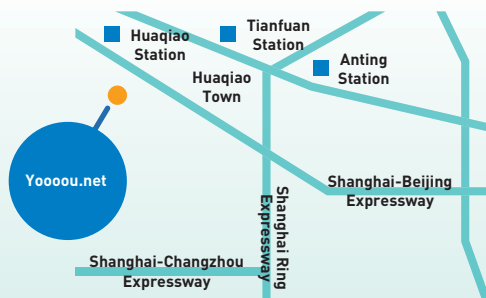 Huaqiao
Station
Tianfuan
Station
Anting
Station
Huaqiao
Town
Yoooou.net
Shanghai-Beijing
Expressway
Shanghai Ring
Expressway
Shanghai-Changzhou
Expressway